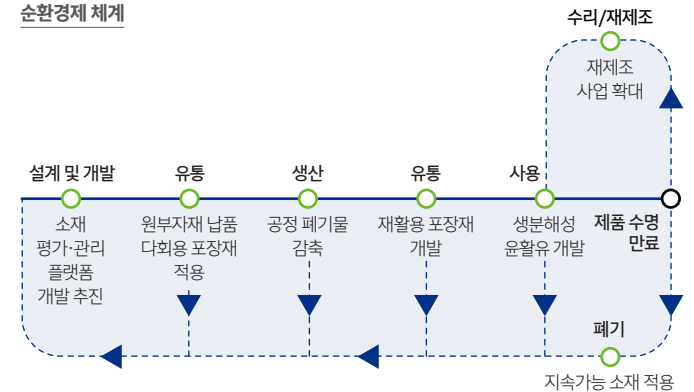 순환경제 체계
수리/재제조
재제조
사업 확대
설계 및 개발
소재
평가·관리
플랫폼
개발 추진
유통
원부자재 납품
다회용 포장재
적용
생산
공정 폐기물
감축
유통
재활용 포장재
개발
사용
생분해성
윤활유 개발
제품 수명
만료
폐기
지속가능 소재 적용